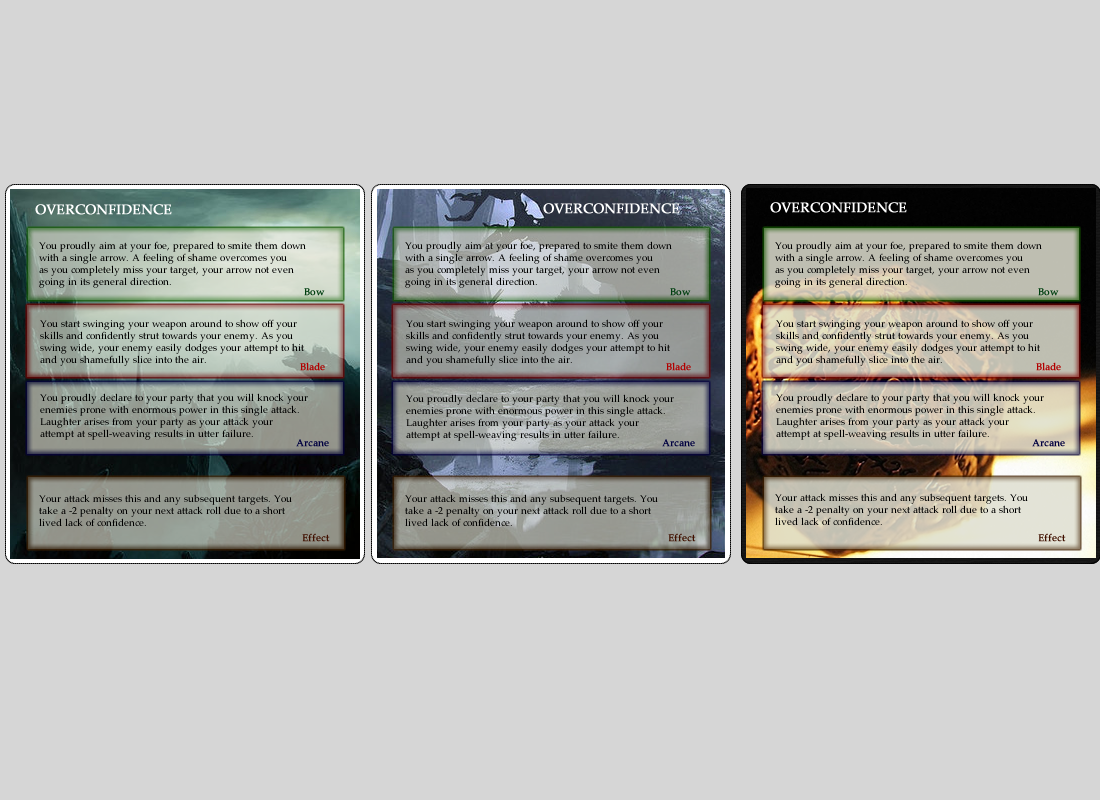 OVERCONFIDENCE
You proudly aim at your foe, prepared to smite them down
with a single arrow. A feeling of shame overcomes you
as you completely miss your target, your arrow not even
going in its general direction.
Bow
You start swinging your weapon around to show off your
skills and confidently strut towards your enemy. As you
swing wide, your enemy easily dodges your attempt to hit
and you shamefully slice into the air.
Blade
You proudly declare to your party that you will knock your
enemies prone with enormous power in this single attack.
Laughter arises from your party as your attack your
attempt at spell-weaving results in utter failure.
Arcane
Your attack misses this and any subsequent targets. You
take a -2 penalty on your next attack roll due to a short
lived lack of confidence.
Effect
OVERCONFIDENCE
You proudly aim at your foe, prepared to smite them down
with a single arrow. A feeling of shame overcomes you
as you completely miss your target, your arrow not even
going in its general direction.
Bow
You start swinging your weapon around to show off your
skills and confidently strut towards your enemy. As you
swing wide, your enemy easily dodges your attempt to hit
and you shamefully slice into the air.
Blade
You proudly declare to your party that you will knock your
enemies prone with enormous power in this single attack.
Laughter arises from your party as your attack your
attempt at spell-weaving results in utter failure.
Arcane
Your attack misses this and any subsequent targets. You
take a -2 penalty on your next attack roll due to a short
lived lack of confidence.
Effect
OVERCONFIDENCE
You proudly aim at your foe, prepared to smite them down
with a single arrow. A feeling of shame overcomes you
as you completely miss your target, your arrow not even
going in its general direction.
Bow
You start swinging your weapon around to show off your
skills and confidently strut towards your enemy. As you
swing wide, your enemy easily dodges your attempt to hit
and you shamefully slice into the air.
Blade
You proudly declare to your party that you will knock your
enemies prone with enormous power in this single attack.
Laughter arises from your party as your attack your
attempt at spell-weaving results in utter failure.
Arcane
Your attack misses this and any subsequent targets. You
take a -2 penalty on your next attack roll due to a short
lived lack of confidence.
Effect